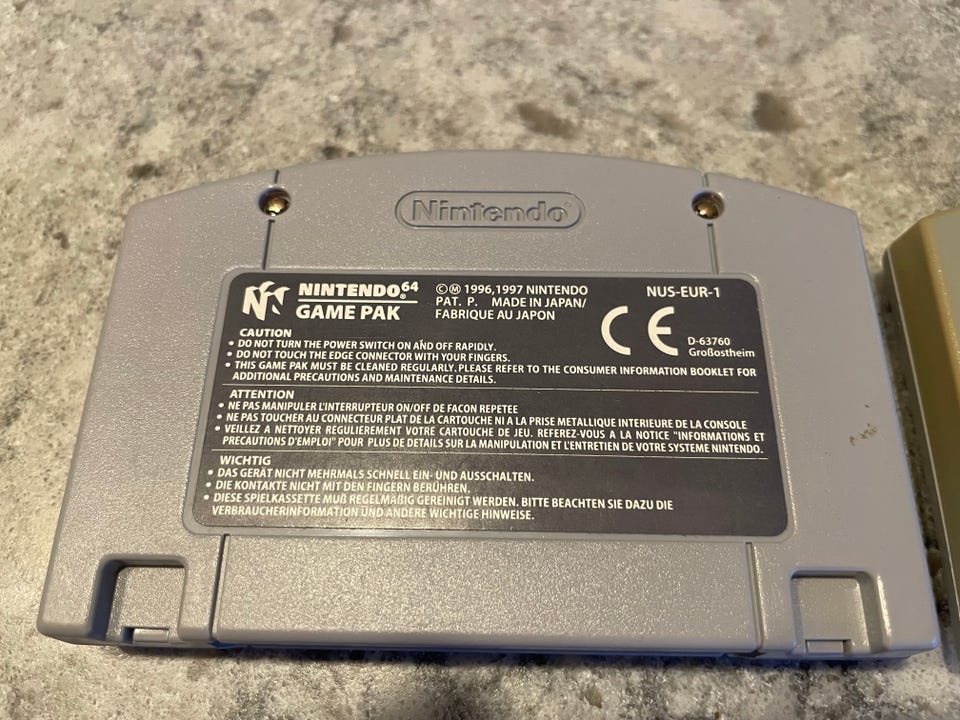 Nintendo
NINTENDO®64
GAME PAK
©Ⓜ 1996,1997 NINTENDO
PAT. P. MADE IN JAPAN/
FABRIQUE AU JAPON
NUS-EUR-1
CE
D-63760
Großostheim
CAUTION
• DO NOT TURN THE POWER SWITCH ON AND OFF RAPIDLY.
• DO NOT TOUCH THE EDGE CONNECTOR WITH YOUR FINGERS.
• THIS GAME PAK MUST BE CLEANED REGULARLY. PLEASE REFER TO THE CONSUMER INFORMATION BOOKLET FOR
ADDITIONAL PRECAUTIONS AND MAINTENANCE DETAILS.
ATTENTION
• NE PAS MANIPULER L'INTERRUPTEUR ON/OFF DE FACON REPETEE
• NE PAS TOUCHER AU CONNECTEUR PLAT DE LA CARTOUCHE NI A LA PRISE METALLIQUE INTERIEURE DE LA CONSOLE
• VEILLEZ A NETTOYER REGULIEREMENT VOTRE CARTOUCHE DE JEU. REFEREZ-VOUS A LA NOTICE "INFORMATIONS ET
PRECAUTIONS D'EMPLOI" POUR PLUS DE DETAILS SUR LA MANIPULATION ET L'ENTRETIEN DE VOTRE SYSTEME NINTENDO.
WICHTIG
• DAS GERÄT NICHT MEHRMALS SCHNELL EIN- UND AUSSCHALTEN.
• DIE KONTAKTE NICHT MIT DEN FINGERN BERÜHREN.
• DIESE SPIELKASSETTE MUß REGELMÄßIG GEREINIGT WERDEN. BITTE BEACHTEN SIE DAZU DIE
VERBRAUCHERINFORMATION UND ANDERE WICHTIGE HINWEISE.